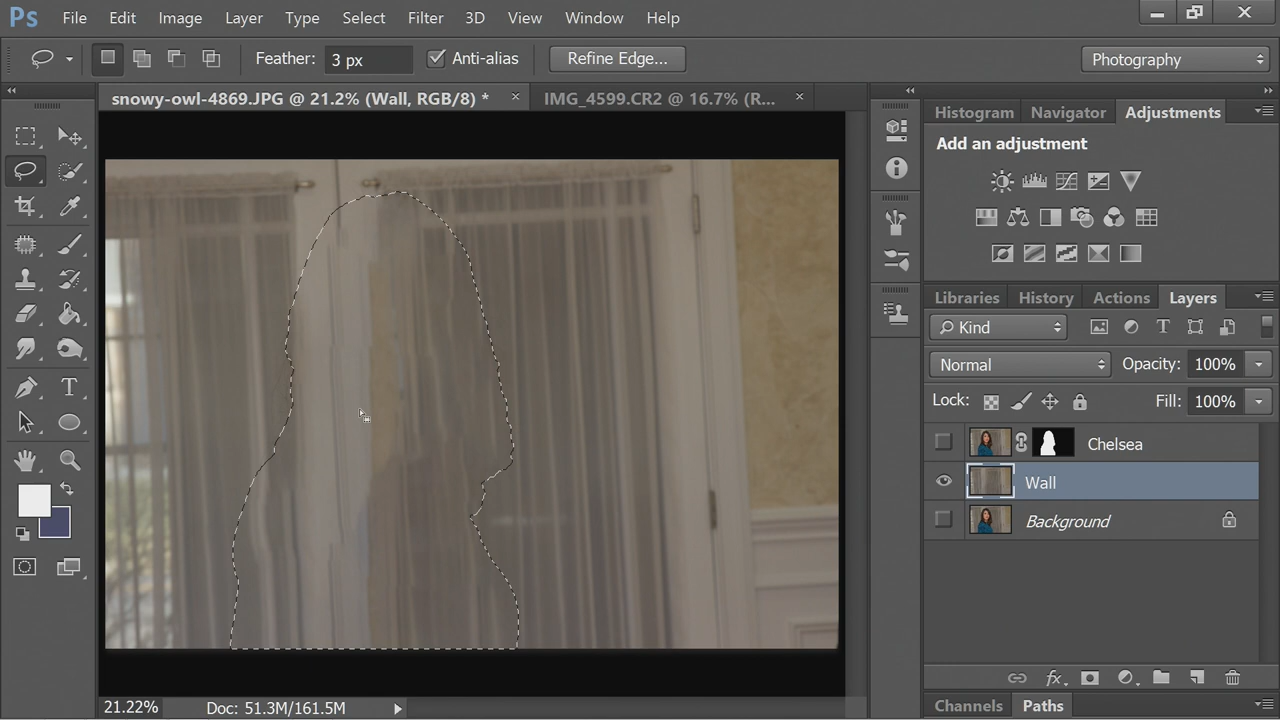 Ps File Edit Image Layer Type Select Filter 3D View Window Help
Feather: 3 px Anti-alias Refine Edge... Photography
snowy-owl-4869.JPG @ 21.2% (Wall, RGB/8) * × IMG_4599.CR2 @ 16.7% (R... ×
Histogram Navigator Adjustments
Add an adjustment
Libraries History Actions Layers
Kind
Normal Opacity: 100%
Lock: Fill: 100%
Chelsea
Wall
Background
21.22% Doc: 51.3M/161.5M
Channels Paths